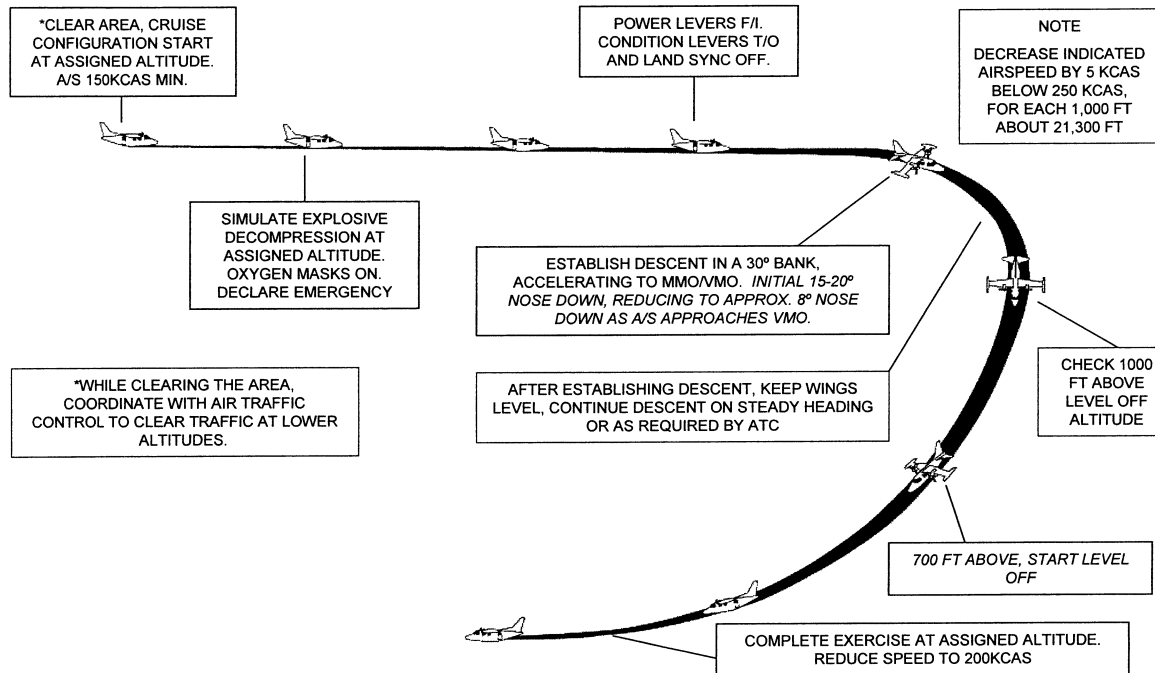 *CLEAR AREA, CRUISE
CONFIGURATION START
AT ASSIGNED ALTITUDE.
A/S 150KCAS MIN.
POWER LEVERS F/I.
CONDITION LEVERS T/O
AND LAND SYNC OFF.
NOTE
DECREASE INDICATED
AIRSPEED BY 5 KCAS
BELOW 250 KCAS,
FOR EACH 1,000 FT
ABOUT 21,300 FT
SIMULATE EXPLOSIVE
DECOMPRESSION AT
ASSIGNED ALTITUDE.
OXYGEN MASKS ON.
DECLARE EMERGENCY
ESTABLISH DESCENT IN A 30º BANK,
ACCELERATING TO MMO/VMO. INITIAL 15-20º
NOSE DOWN, REDUCING TO APPROX. 8º NOSE
DOWN AS A/S APPROACHES VMO.
*WHILE CLEARING THE AREA,
COORDINATE WITH AIR TRAFFIC
CONTROL TO CLEAR TRAFFIC AT LOWER
ALTITUDES.
AFTER ESTABLISHING DESCENT, KEEP WINGS
LEVEL, CONTINUE DESCENT ON STEADY HEADING
OR AS REQUIRED BY ATC
CHECK 1000
FT ABOVE
LEVEL OFF
ALTITUDE
700 FT ABOVE, START LEVEL
OFF
COMPLETE EXERCISE AT ASSIGNED ALTITUDE.
REDUCE SPEED TO 200KCAS